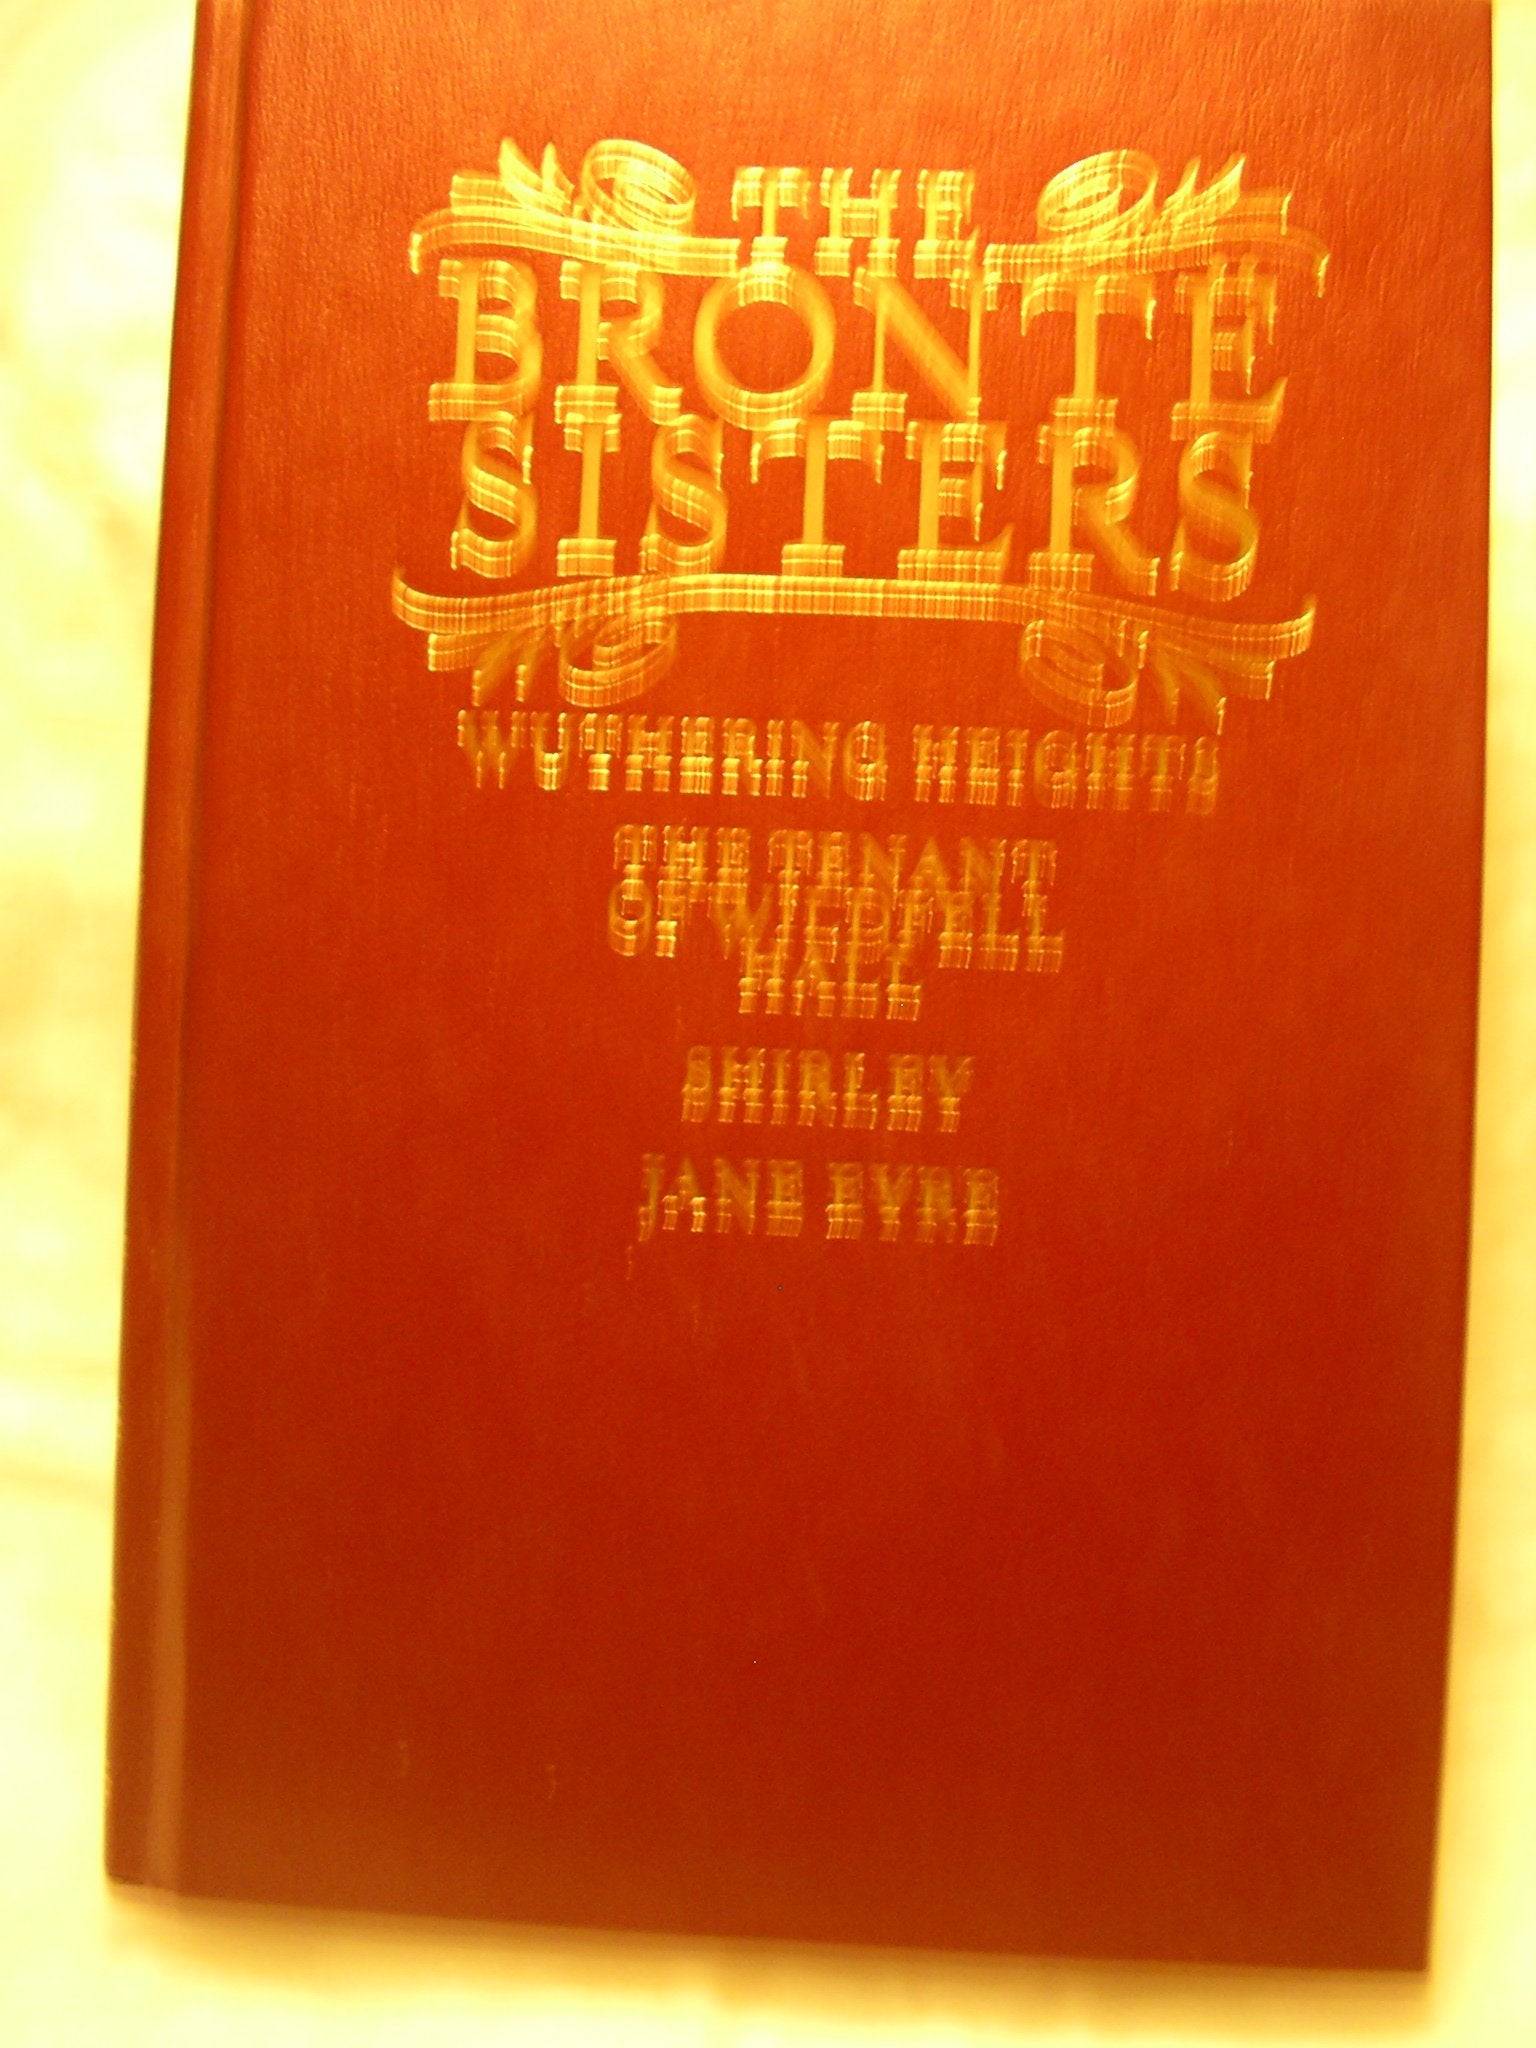 THE
BRONTE
SISTERS
WUTHERING HEIGHTS
THE TENANT
OF WILDFELL
HALL
SHIRLEY
JANE EYRE